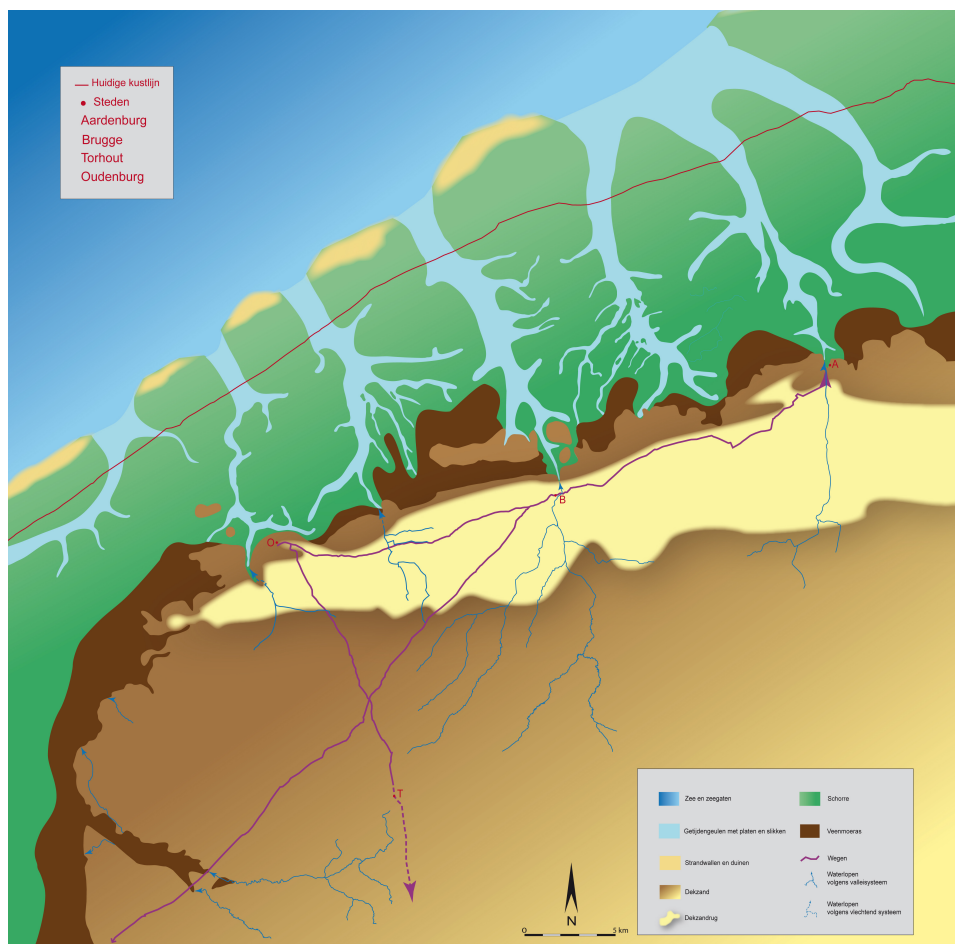 Huidige kustlijn
Steden
Aardenburg
Brugge
Torhout
Oudenburg
A
B
O
T
Zee en zeegaten
Schorre
Getijdengeulen met platen en slikken
Veenmoeras
Strandwallen en duinen
Wegen
Dekzand
Waterlopen
volgens valleisysteem
Dekzandrug
Waterlopen
volgens vlechtend systeem
N
0 5 km